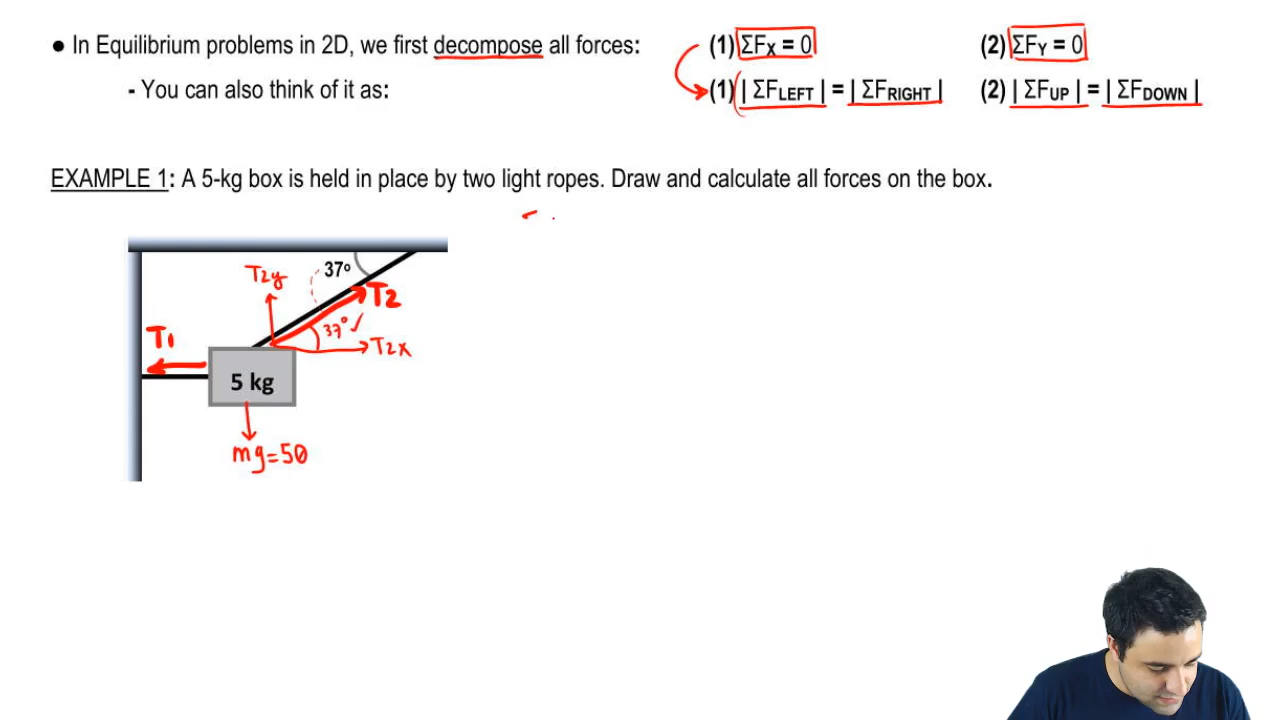 ● In Equilibrium problems in 2D, we first decompose all forces: (1) ΣFX = 0 (2) ΣFY = 0
- You can also think of it as: (1) | ΣFLEFT | = | ΣFRIGHT | (2) | ΣFUP | = | ΣFDOWN |
EXAMPLE 1: A 5-kg box is held in place by two light ropes. Draw and calculate all forces on the box.
T2y 37º
T2
T1 37° ✓
T2x
5 kg
mg=50